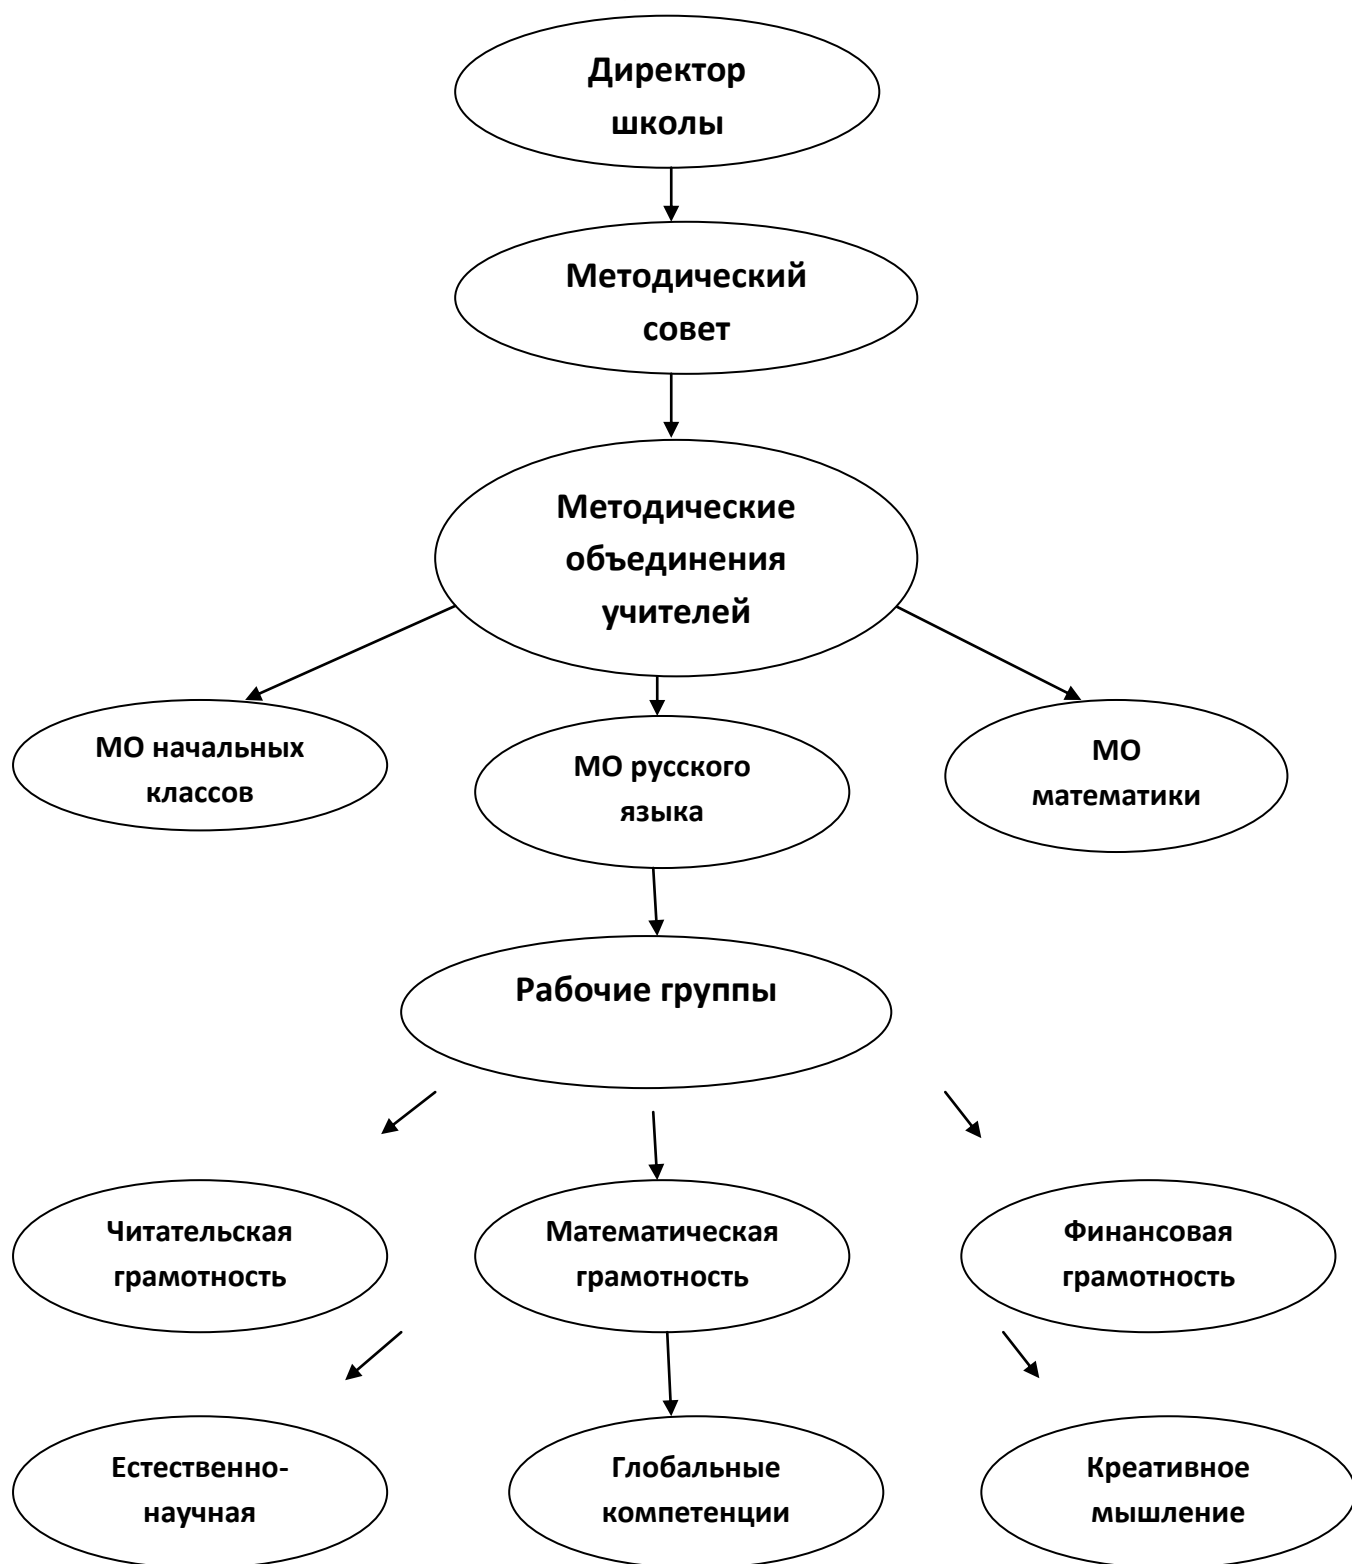 Директор
школы
Методический
совет
Методические
объединения
учителей
МО начальных
классов
МО русского
языка
МО
математики
Рабочие группы
Читательская
грамотность
Математическая
грамотность
Финансовая
грамотность
Естественно-
научная
Глобальные
компетенции
Креативное
мышление